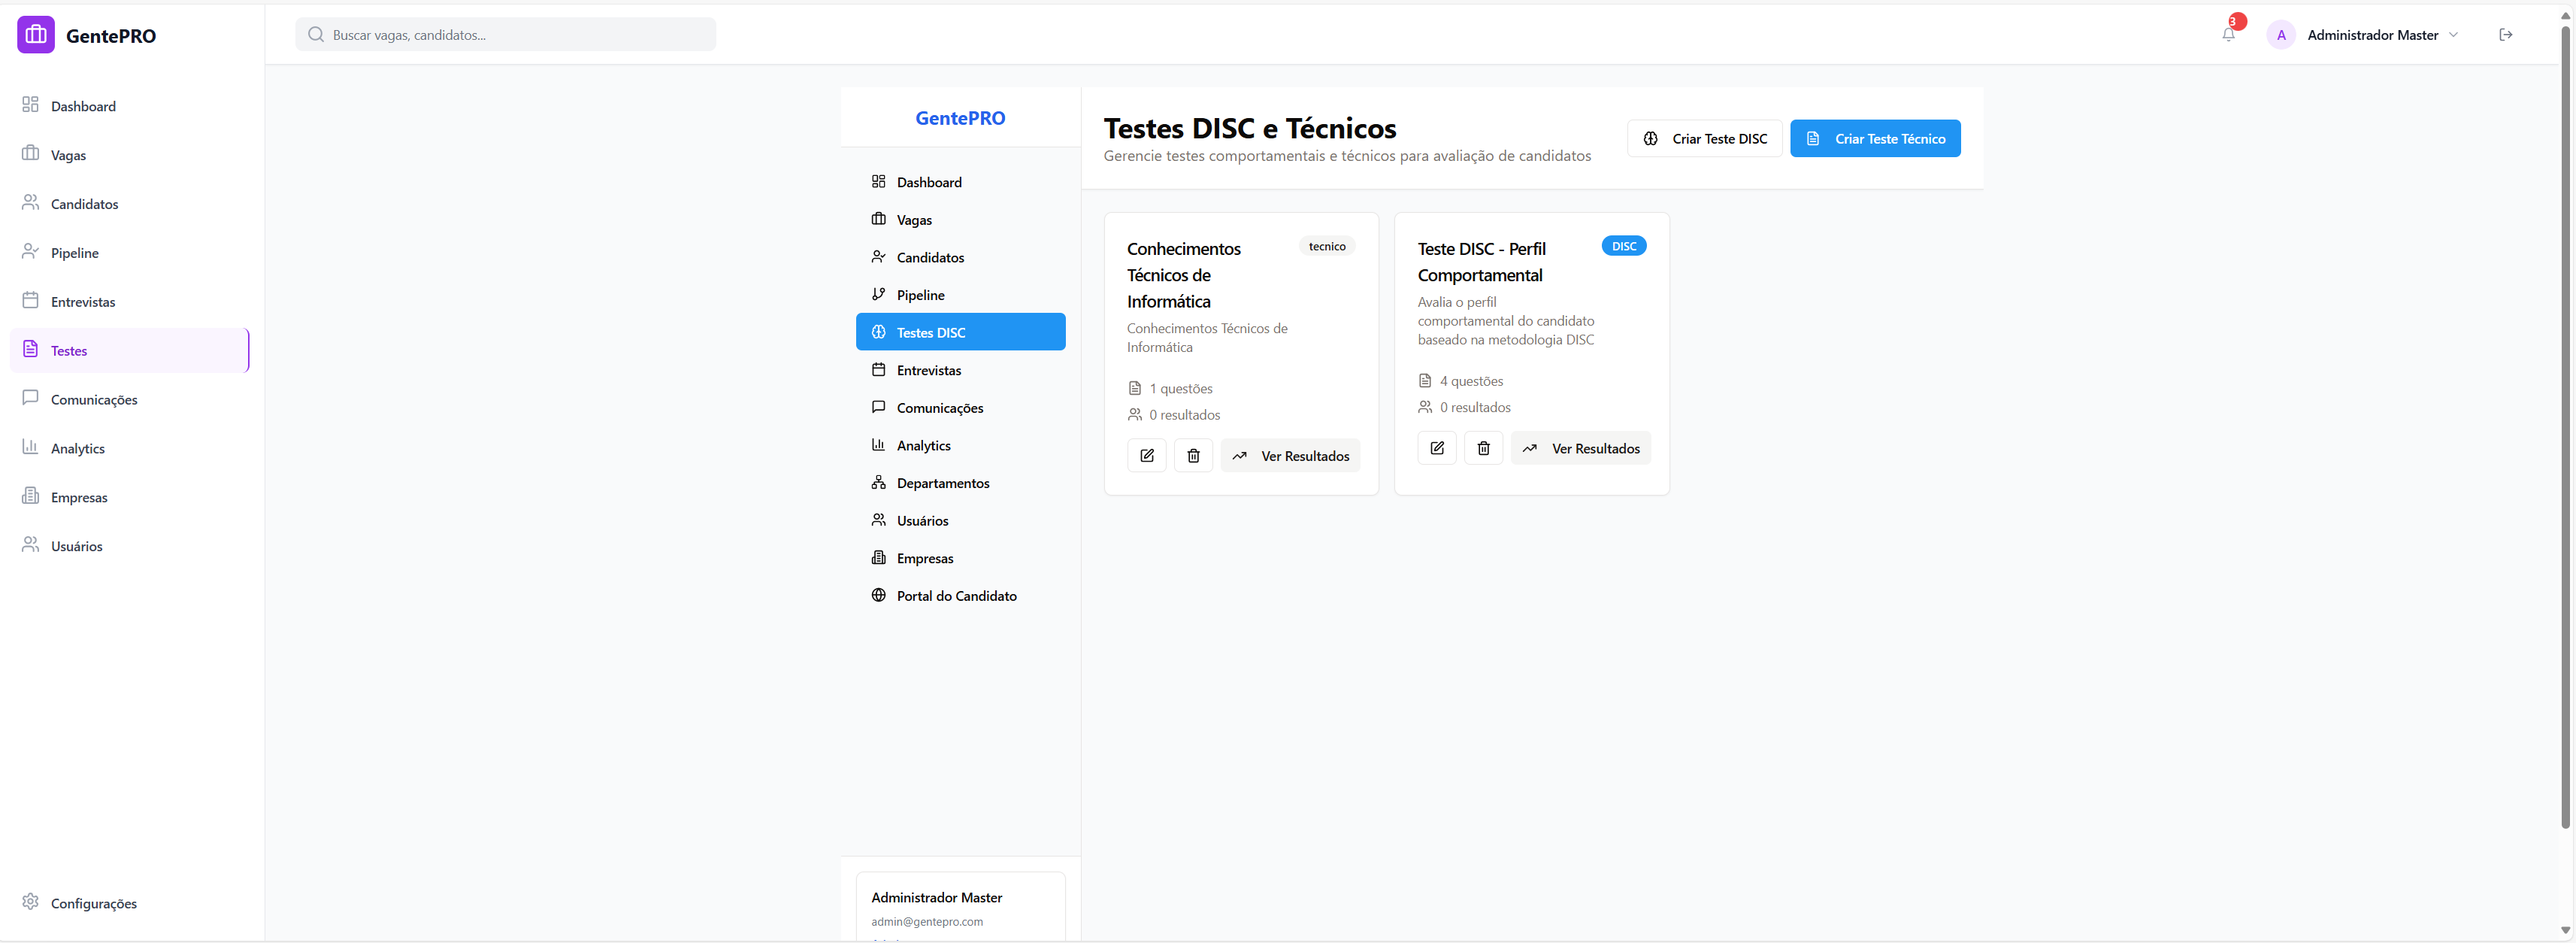 GentePRO
Buscar vagas, candidatos...
3
A
Administrador Master
Dashboard
Vagas
Candidatos
Pipeline
Entrevistas
Testes
Comunicações
Analytics
Empresas
Usuários
Configurações
GentePRO
Dashboard
Vagas
Candidatos
Pipeline
Testes DISC
Entrevistas
Comunicações
Analytics
Departamentos
Usuários
Empresas
Portal do Candidato
Administrador Master
admin@gentepro.com
Testes DISC e Técnicos
Gerencie testes comportamentais e técnicos para avaliação de candidatos
Criar Teste DISC
Criar Teste Técnico
Conhecimentos
Técnicos de
Informática
tecnico
Conhecimentos Técnicos de
Informática
1 questões
0 resultados
Ver Resultados
Teste DISC - Perfil
Comportamental
DISC
Avalia o perfil
comportamental do candidato
baseado na metodologia DISC
4 questões
0 resultados
Ver Resultados